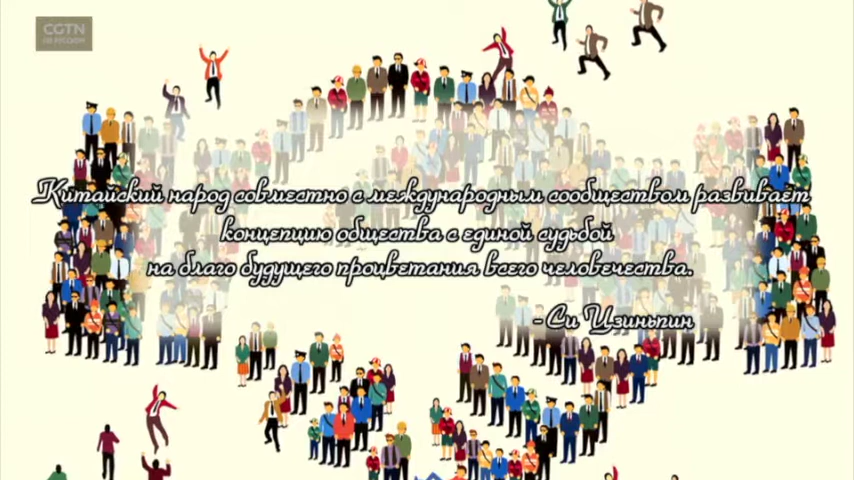 CGTN
НА РУССКОМ
Китайский народ совместно с международным сообществом развивает
концепцию общества с единой судьбой
на благо будущего процветания всего человечества.
- Си Цзиньпин